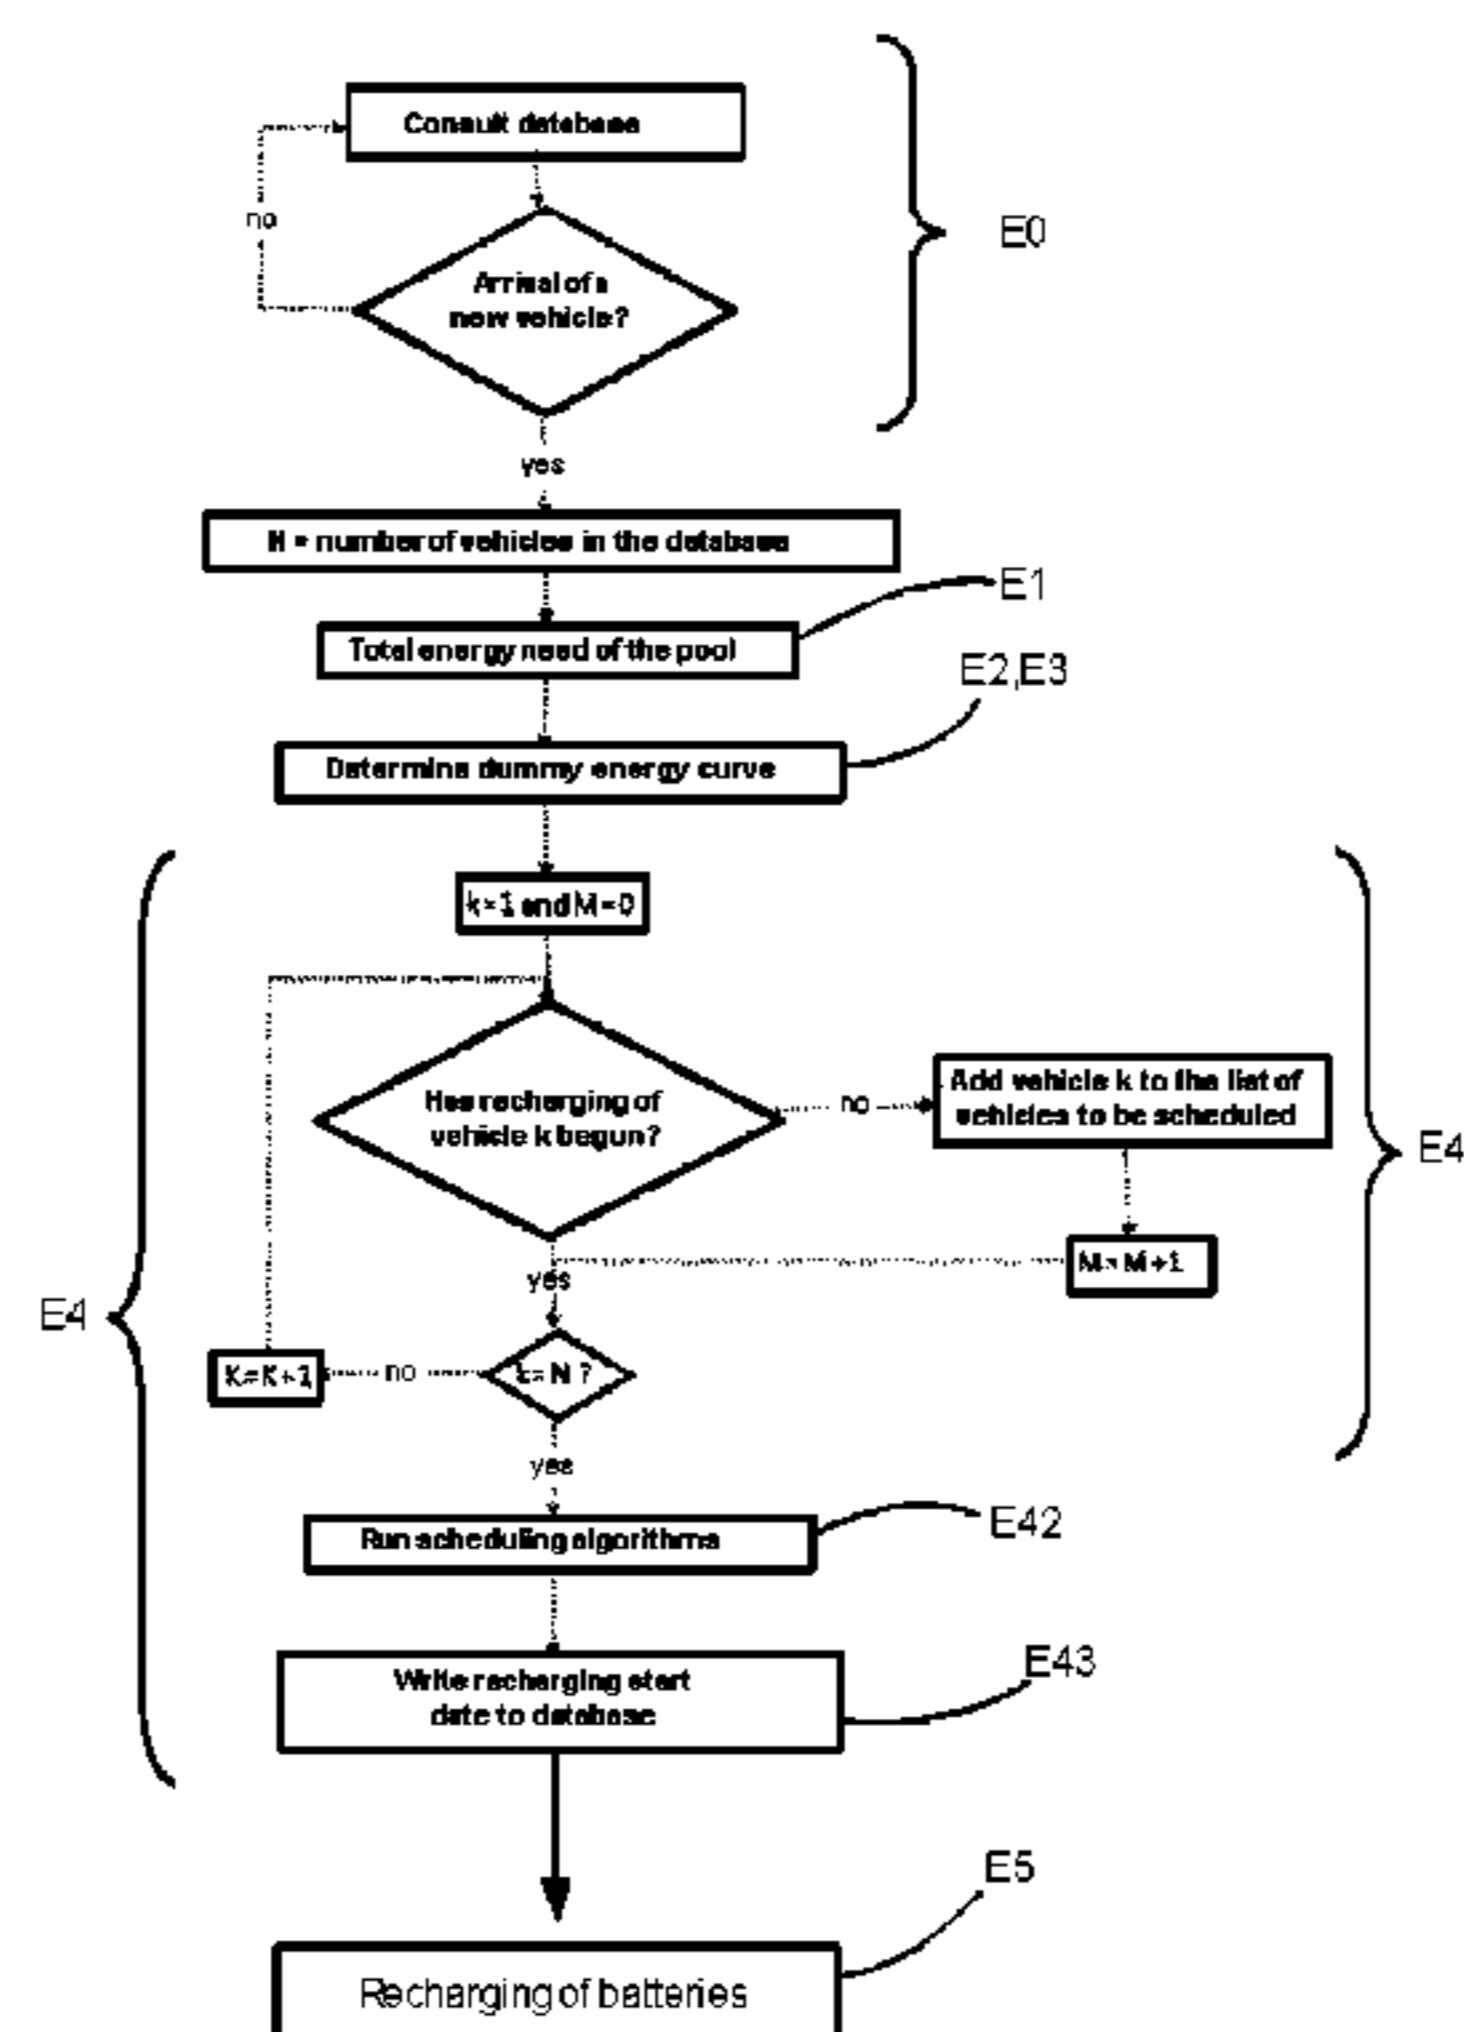 Consult database
no
E0
Arrival of a
new vehicle?
yes
N = number of vehicles in the database
E1
Total energy need of the pool
E2,E3
Determine dummy energy curve
k=1 and M=0
Has recharging of
vehicle k begun?
no
Add vehicle k to the list of
vehicles to be scheduled
E4
M=M+1
yes
E4
K=K+1
no
k= N ?
yes
Run scheduling algorithms
E42
Write recharging start
date to database
E43
E5
Recharging of batteries